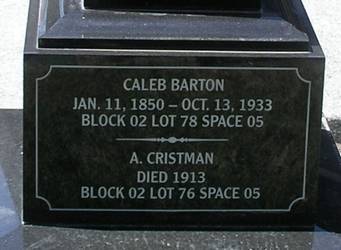 CALEB BARTON
JAN. 11, 1850 – OCT. 13, 1933
BLOCK 02 LOT 78 SPACE 05
A. CRISTMAN
DIED 1913
BLOCK 02 LOT 76 SPACE 05